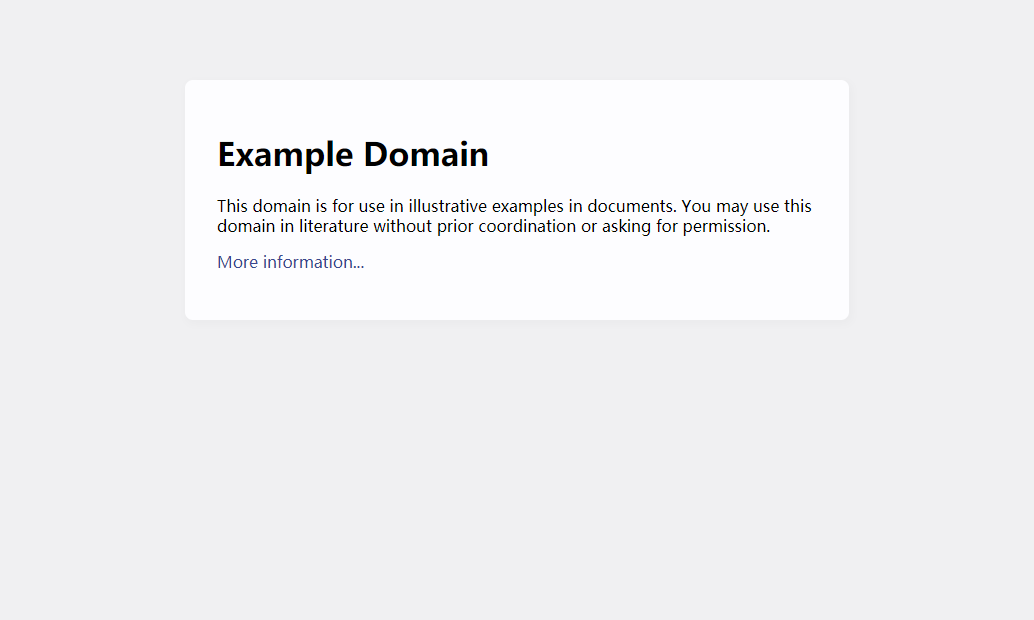 Example Domain
This domain is for use in illustrative examples in documents. You may use this
domain in literature without prior coordination or asking for permission.
More information...